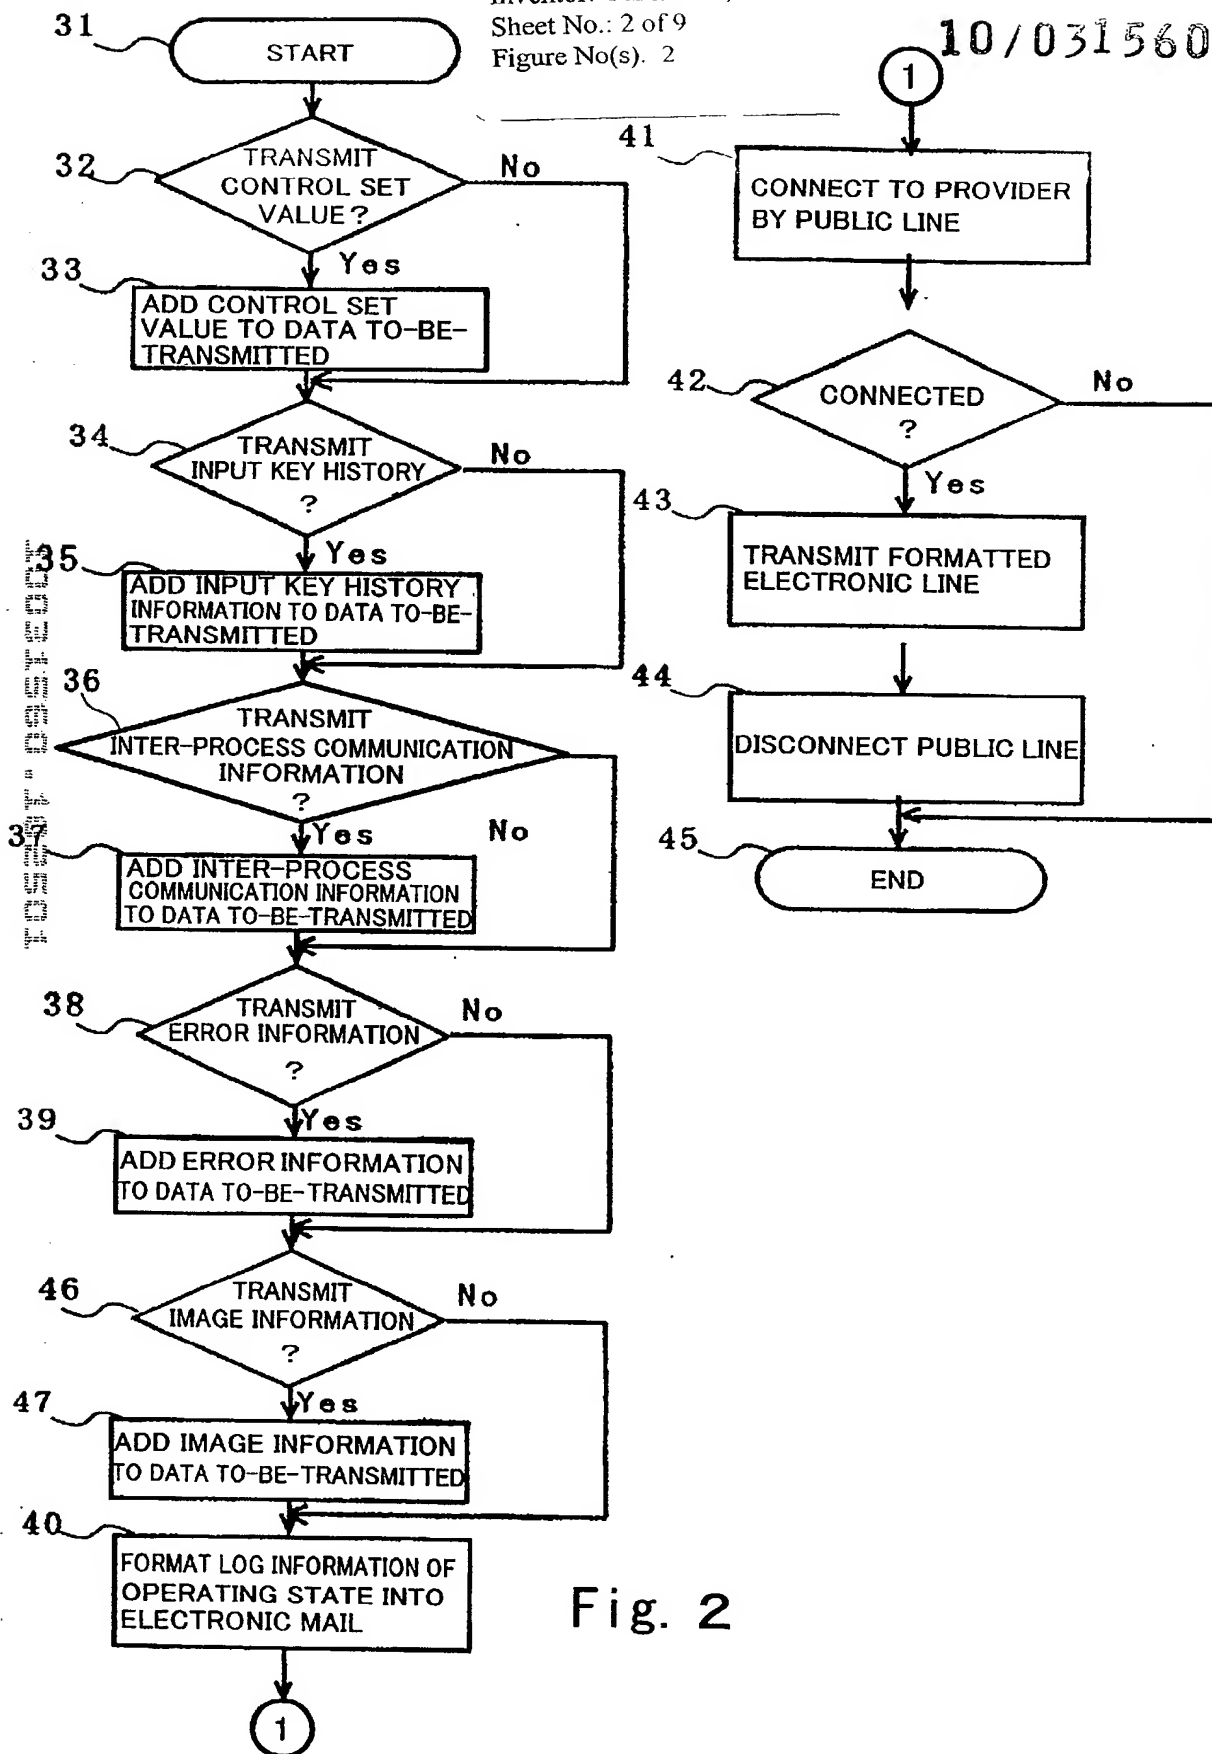 Sheet No.: 2 of 9
Figure No(s). 2
10/031560
31
START
32
TRANSMIT
CONTROL SET
VALUE?
No
Yes
33
ADD CONTROL SET
VALUE TO DATA TO-BE-
TRANSMITTED
34
TRANSMIT
INPUT KEY HISTORY
?
No
Yes
35
ADD INPUT KEY HISTORY
INFORMATION TO DATA TO-BE-
TRANSMITTED
36
TRANSMIT
INTER-PROCESS COMMUNICATION
INFORMATION
?
Yes
No
37
ADD INTER-PROCESS
COMMUNICATION INFORMATION
TO DATA TO-BE-TRANSMITTED
38
TRANSMIT
ERROR INFORMATION
?
No
Yes
39
ADD ERROR INFORMATION
TO DATA TO-BE-TRANSMITTED
46
TRANSMIT
IMAGE INFORMATION
?
No
Yes
47
ADD IMAGE INFORMATION
TO DATA TO-BE-TRANSMITTED
40
FORMAT LOG INFORMATION OF
OPERATING STATE INTO
ELECTRONIC MAIL
1
1
41
CONNECT TO PROVIDER
BY PUBLIC LINE
42
CONNECTED
?
No
Yes
43
TRANSMIT FORMATTED
ELECTRONIC LINE
44
DISCONNECT PUBLIC LINE
45
END
Fig. 2